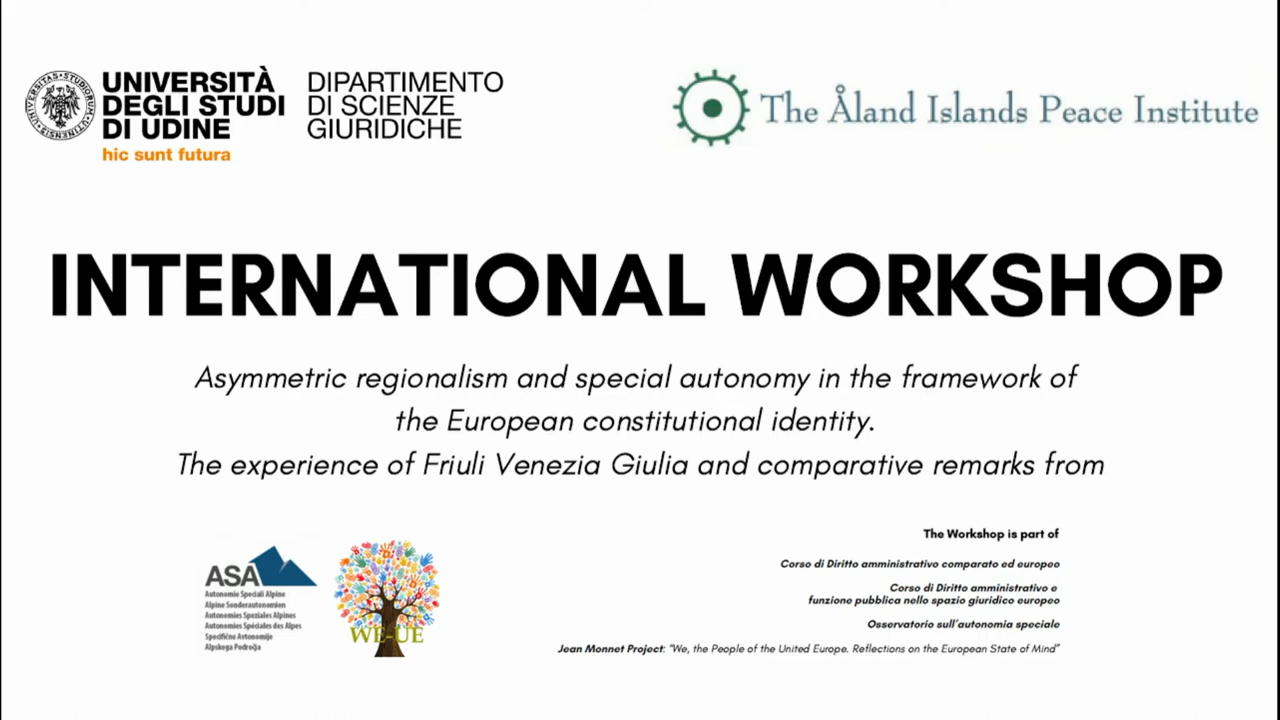 UNIVERSITÀ
DEGLI STUDI
DI UDINE
hic sunt futura
DIPARTIMENTO
DI SCIENZE
GIURIDICHE
The Åland Islands Peace Institute
INTERNATIONAL WORKSHOP
Asymmetric regionalism and special autonomy in the framework of
the European constitutional identity.
The experience of Friuli Venezia Giulia and comparative remarks from
ASA
Autonomie Speciali Alpine
Alpine Sonderautonomien
Autonomies Speziales Alpines
Autonomies Spéciales des Alpes
Specifične Avtonomije
Alpskega Področja
WE-UE
The Workshop is part of
Corso di Diritto amministrativo comparato ed europeo
Corso di Diritto amministrativo e
funzione pubblica nello spazio giuridico europeo
Osservatorio sull'autonomia speciale
Jean Monnet Project: "We, the People of the United Europe. Reflections on the European State of Mind"